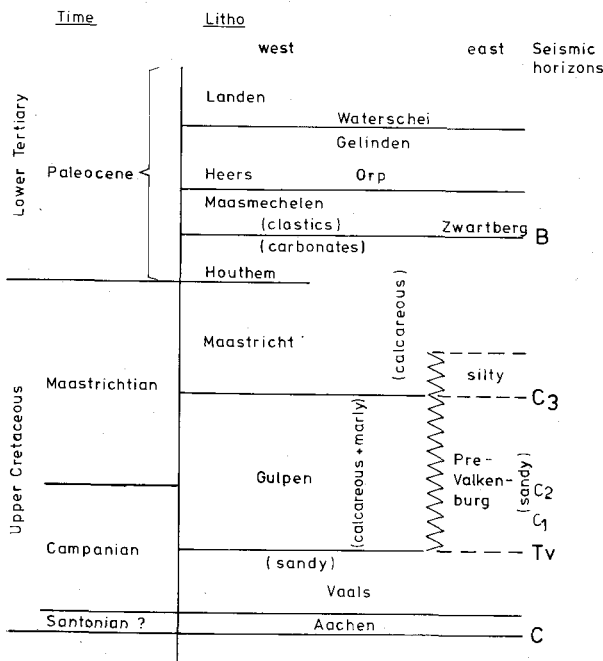 Time Litho
west east Seismic
horizons
Landen
Waterschei
Gelinden
Lower Tertiary
Paleocene
Heers Orp
Maasmechelen
(clastics) Zwartberg B
(carbonates)
Houthem
(calcareous)
Maastricht
silty
Maastrichtian
C3
Upper Cretaceous
(calcareous + marly)
Gulpen
Pre-
Valken-
burg
(sandy)
C2
C1
Campanian
Tv
(sandy)
Vaals
Santonian ? Aachen C